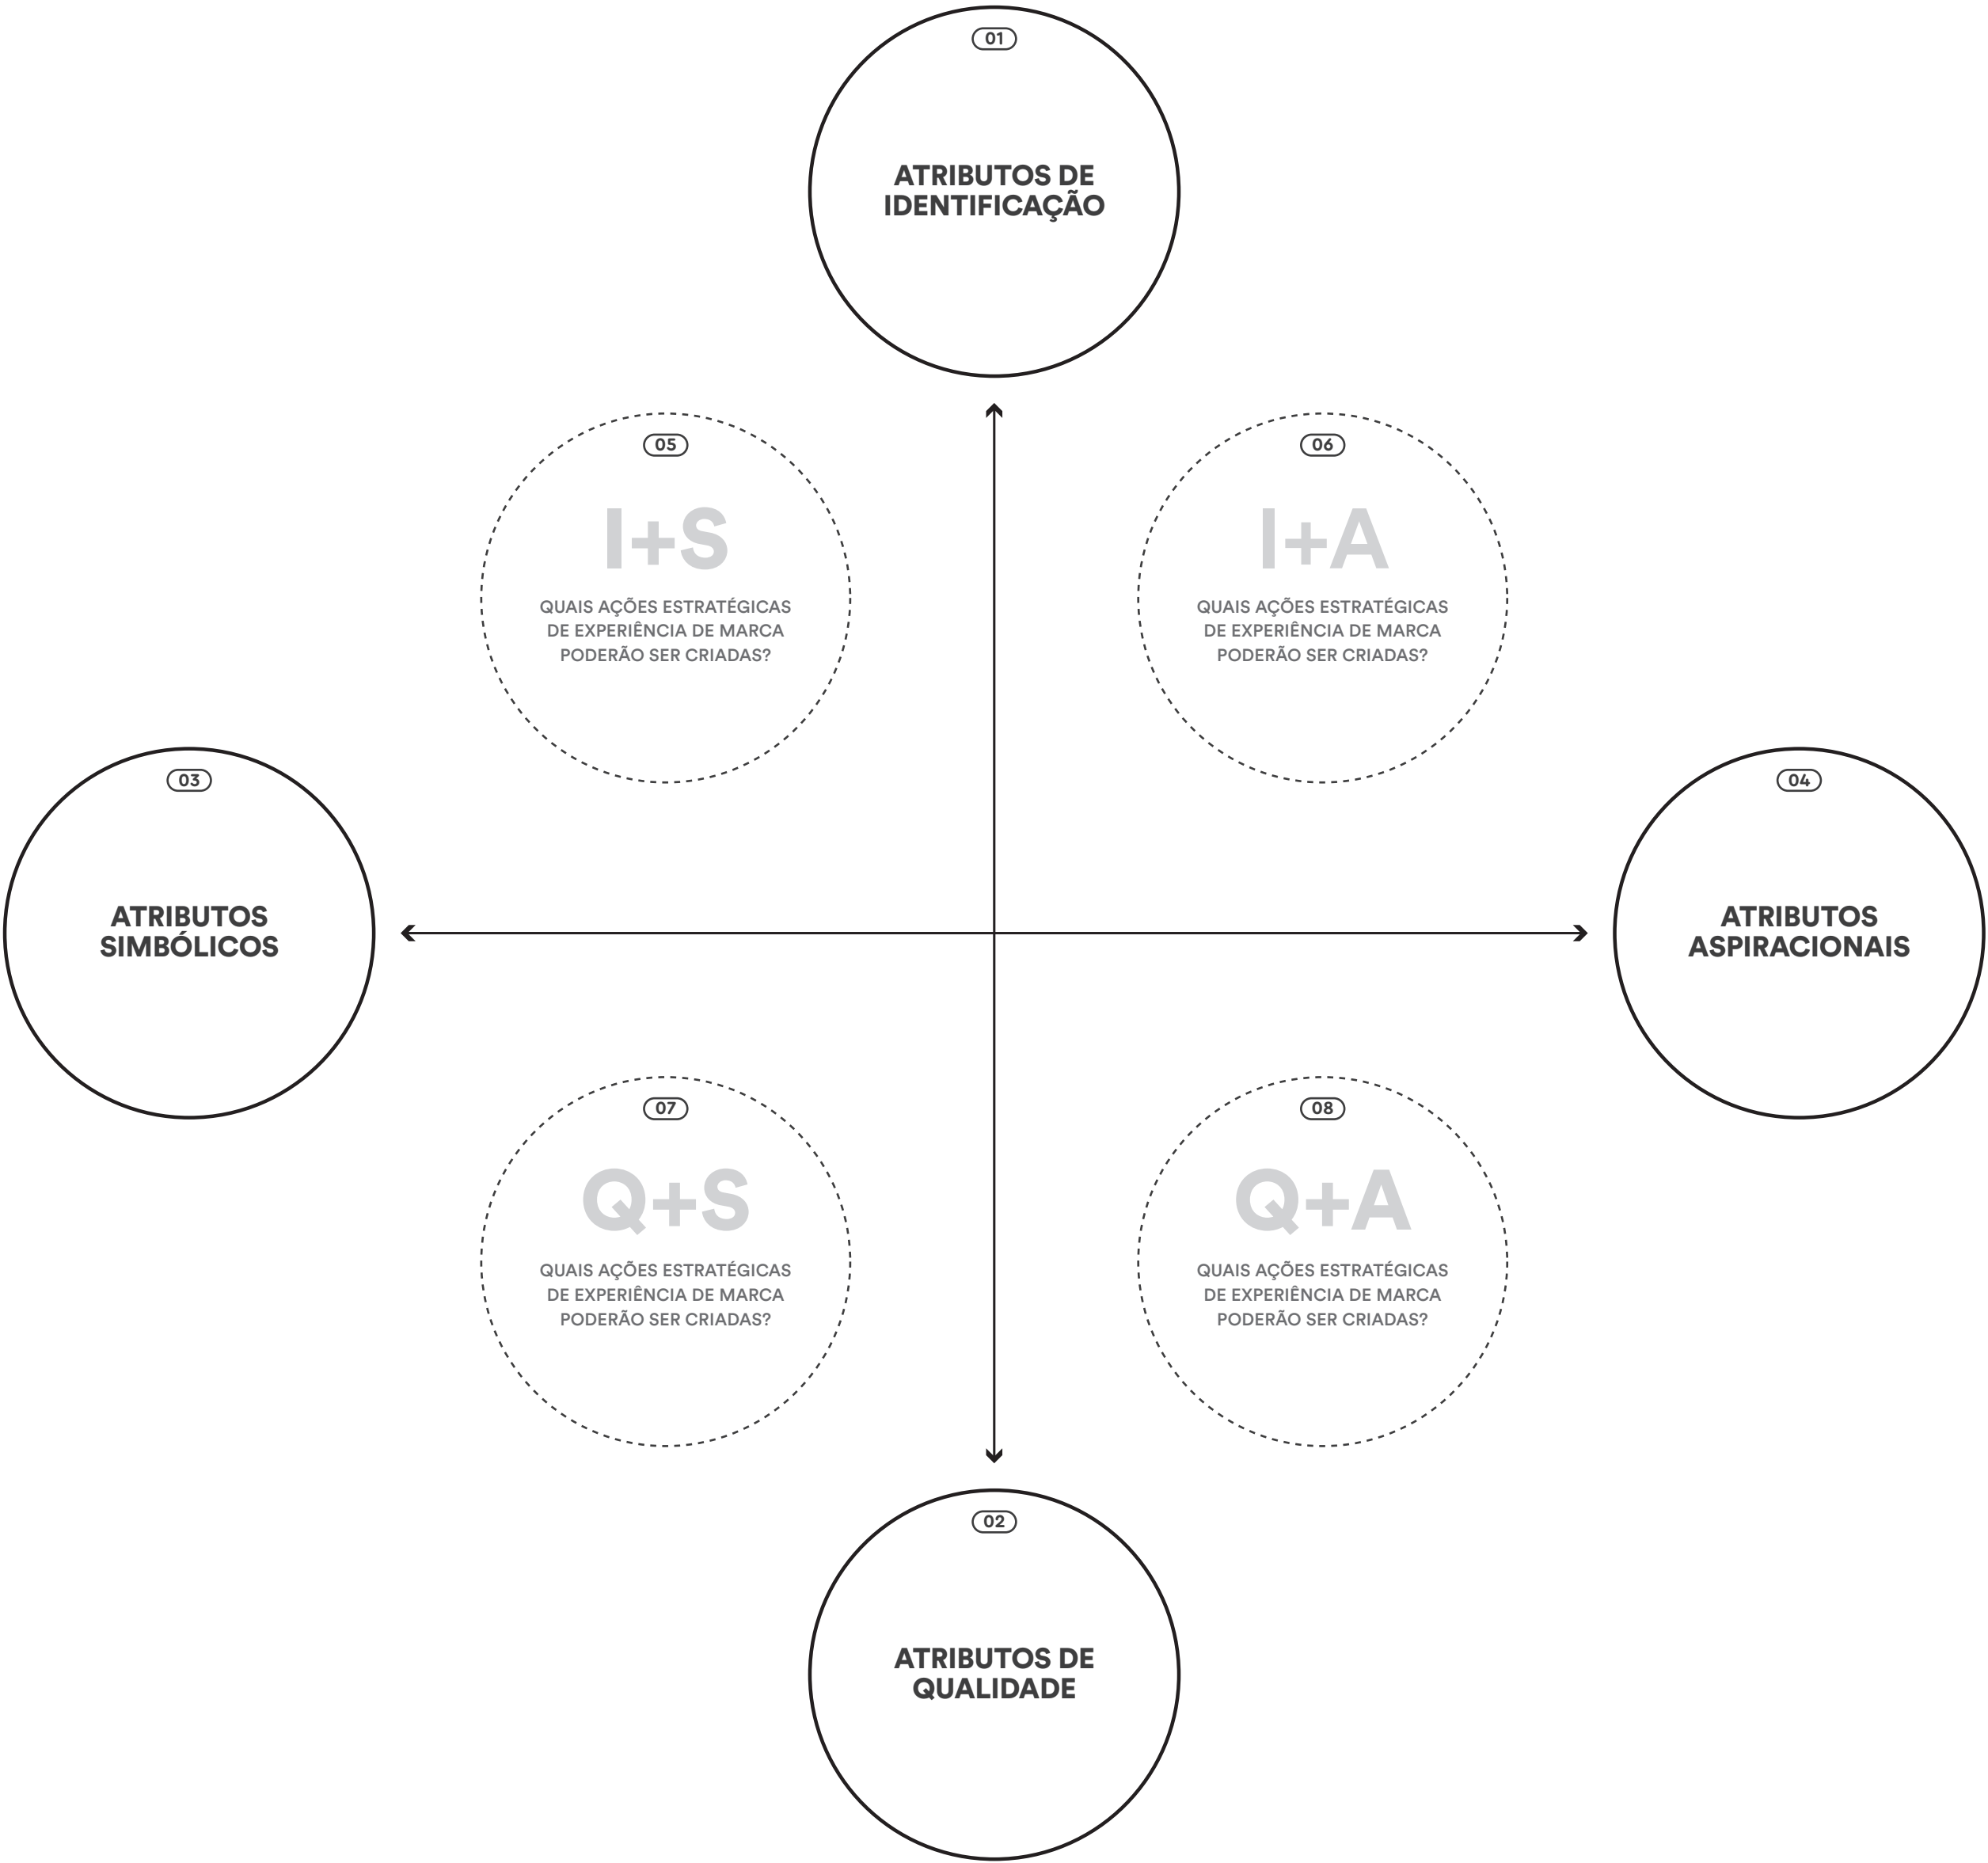 01
ATRIBUTOS DE
IDENTIFICAÇÃO
05
I+S
QUAIS AÇÕES ESTRATÉGICAS
DE EXPERIÊNCIA DE MARCA
PODERÃO SER CRIADAS?
06
I+A
QUAIS AÇÕES ESTRATÉGICAS
DE EXPERIÊNCIA DE MARCA
PODERÃO SER CRIADAS?
03
ATRIBUTOS
SIMBÓLICOS
04
ATRIBUTOS
ASPIRACIONAIS
07
Q+S
QUAIS AÇÕES ESTRATÉGICAS
DE EXPERIÊNCIA DE MARCA
PODERÃO SER CRIADAS?
08
Q+A
QUAIS AÇÕES ESTRATÉGICAS
DE EXPERIÊNCIA DE MARCA
PODERÃO SER CRIADAS?
02
ATRIBUTOS DE
QUALIDADE